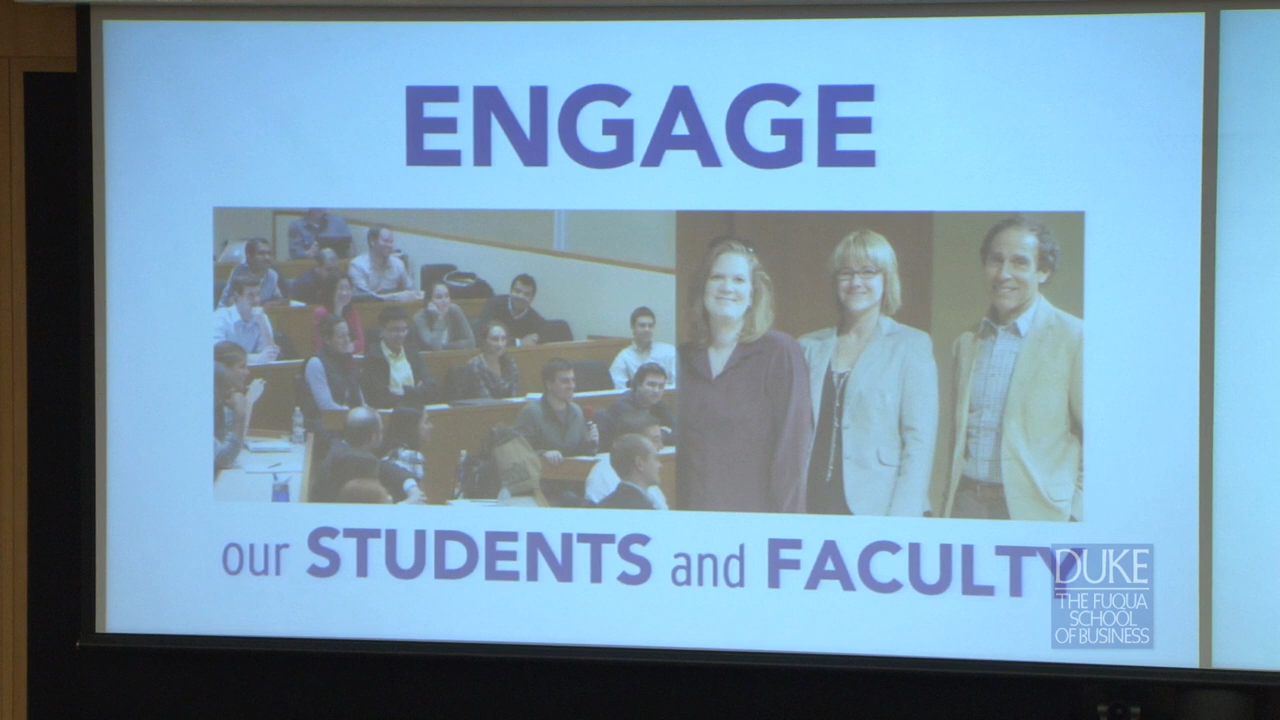 ENGAGE
our STUDENTS and FACULTY
DUKE
THE FUQUA
SCHOOL
OF BUSINESS